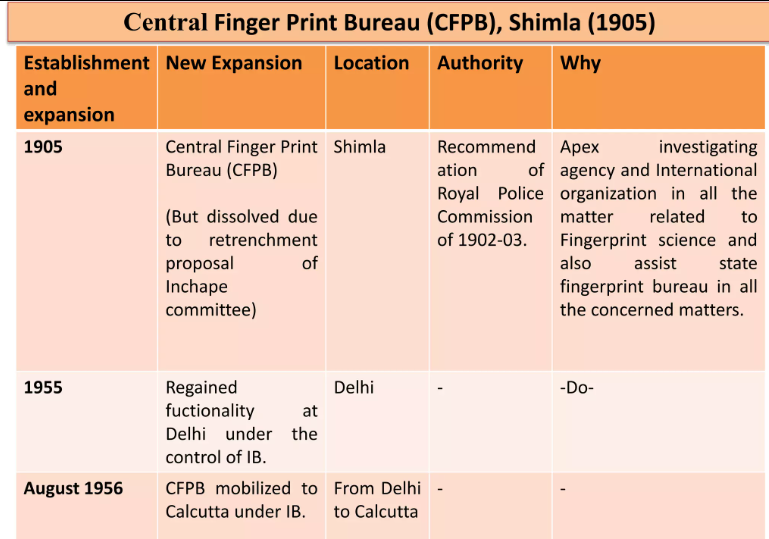 Central Finger Print Bureau (CFPB), Shimla (1905)
Establishment
and
expansion
New Expansion
Location
Authority
Why
1905
Central Finger Print
Bureau (CFPB)
(But dissolved due
to retrenchment
proposal of
Inchape
committee)
Shimla
Recommend
ation of
Royal Police
Commission
of 1902-03.
Apex investigating
agency and International
organization in all the
matter related to
Fingerprint science and
also assist state
fingerprint bureau in all
the concerned matters.
1955
Regained
fuctionality at
Delhi under the
control of IB.
Delhi
-
-Do-
August 1956
CFPB mobilized to
Calcutta under IB.
From Delhi
to Calcutta
-
-